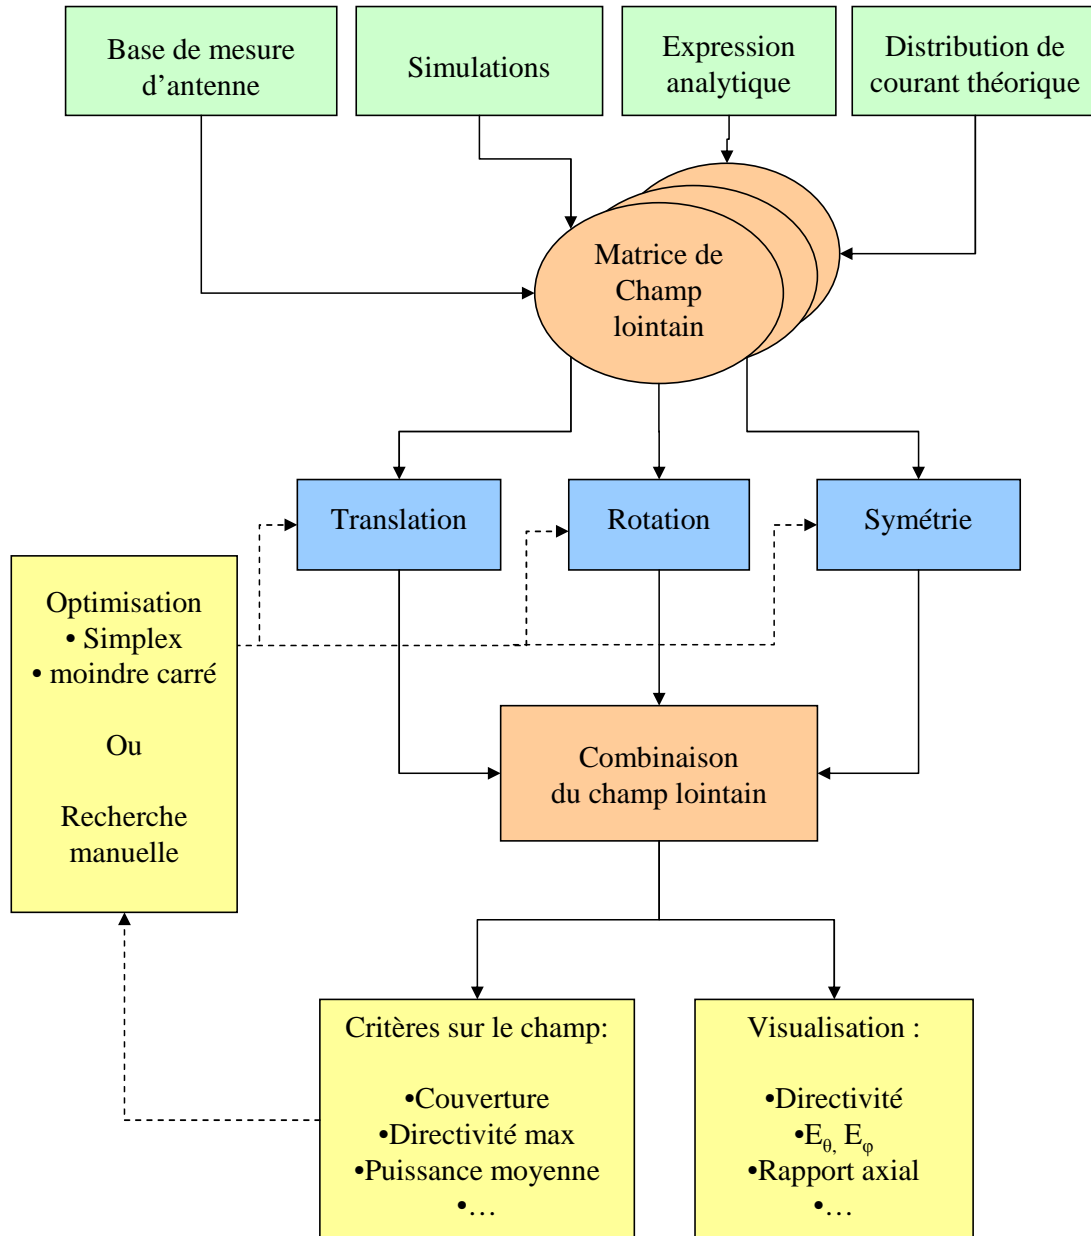 Base de mesure
d’antenne
Simulations
Expression
analytique
Distribution de
courant théorique
Matrice de
Champ
lointain
Translation
Rotation
Symétrie
Optimisation
• Simplex
• moindre carré
Ou
Recherche
manuelle
Combinaison
du champ lointain
Critères sur le champ:
•Couverture
•Directivité max
•Puissance moyenne
•…
Visualisation :
•Directivité
•Eθ, Eφ
•Rapport axial
•…